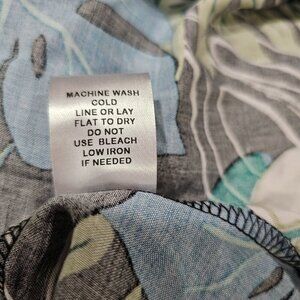 MACHINE WASH
COLD
LINE OR LAY
FLAT TO DRY
DO NOT
USE BLEACH
LOW IRON
IF NEEDED